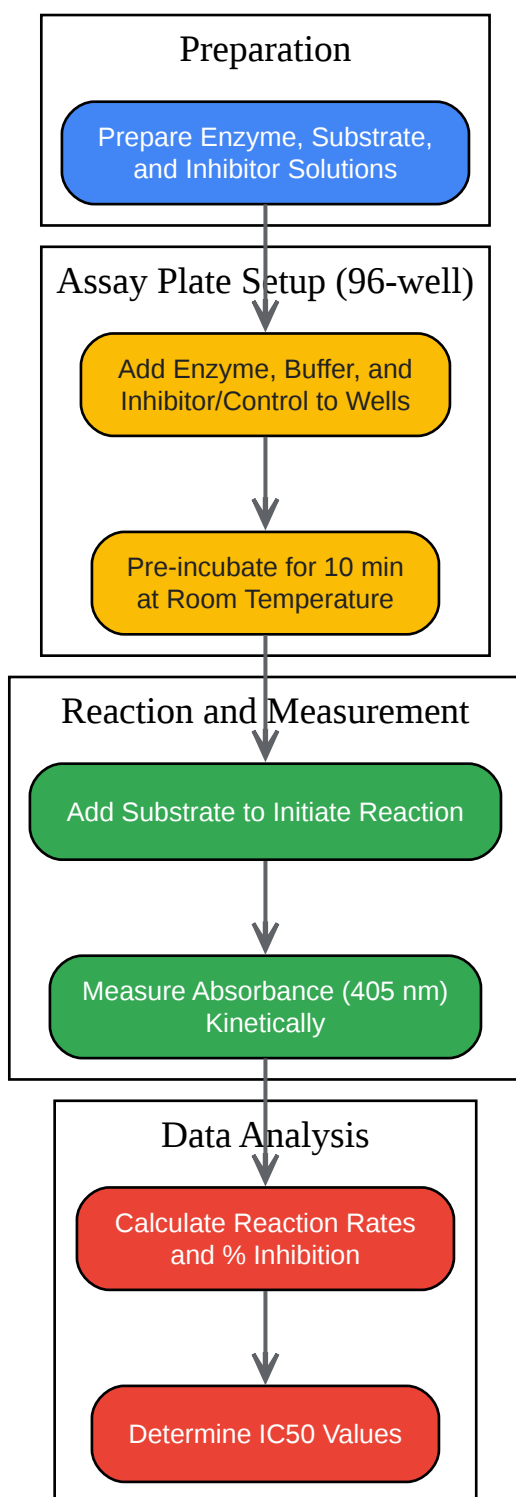 Preparation
Prepare Enzyme, Substrate,
and Inhibitor Solutions
Assay Plate Setup (96-well)
Add Enzyme, Buffer, and
Inhibitor/Control to Wells
Pre-incubate for 10 min
at Room Temperature
Reaction and Measurement
Add Substrate to Initiate Reaction
Measure Absorbance (405 nm)
Kinetically
Data Analysis
Calculate Reaction Rates
and % Inhibition
Determine IC50 Values